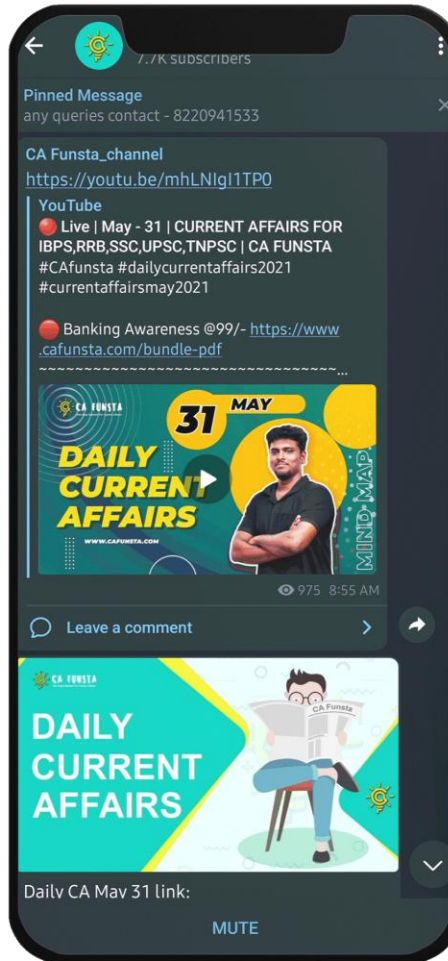 7.7K subscribers
Pinned Message
any queries contact - 8220941533
CA Funsta_channel
https://youtu.be/mhLNIgI1TP0
YouTube
🔴 Live | May - 31 | CURRENT AFFAIRS FOR
IBPS,RRB,SSC,UPSC,TNPSC | CA FUNSTA
#CAfunsta #dailycurrentaffairs2021
#currentaffairsmay2021
🔴 Banking Awareness @99/- https://www
.cafunsta.com/bundle-pdf
~~~~~~~~~~~~~~~~~~~~~~~~~~~~~~~~~...
CA FUNSTA
31 MAY
DAILY
CURRENT
AFFAIRS
WWW.CAFUNSTA.COM
MIND MAP
975 8:55 AM
Leave a comment
CA FUNSTA
CA Funsta
DAILY
CURRENT
AFFAIRS
Daily CA May 31 link:
MUTE